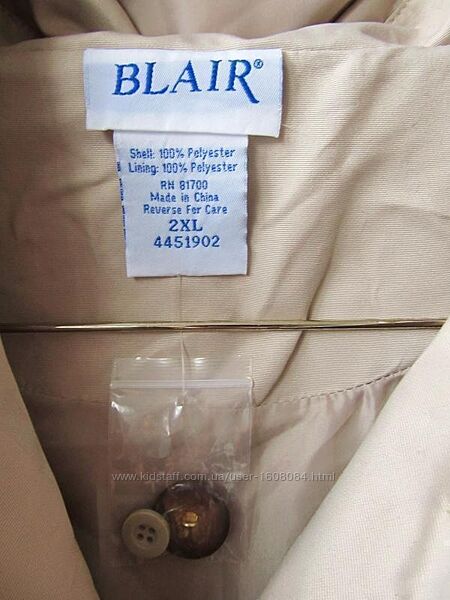 BLAIR®
Shell: 100% Polyester
Lining: 100% Polyester
RN 81700
Made in China
Reverse For Care
2XL
4451902
www.kidstaff.com.ua/user-1608084.html